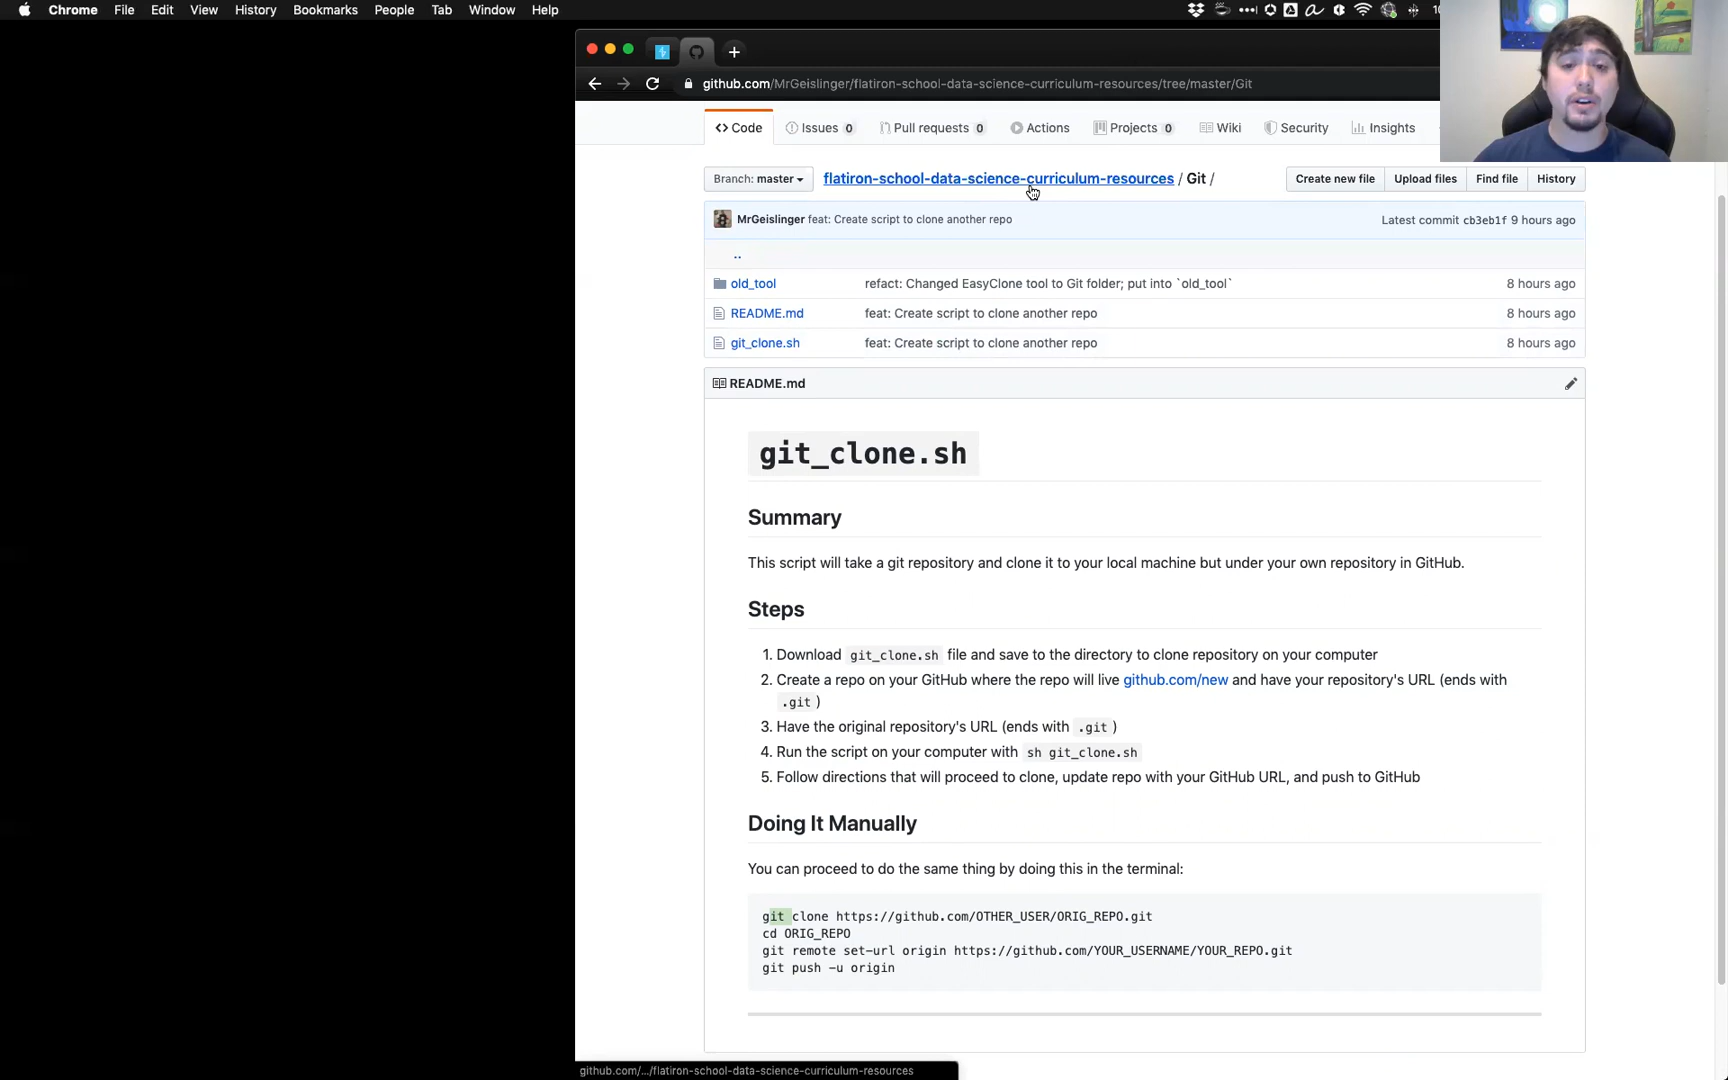 Chrome File Edit View History Bookmarks People Tab Window Help
github.com/MrGeislinger/flatiron-school-data-science-curriculum-resources/tree/master/Git
Code Issues 0 Pull requests 0 Actions Projects 0 Wiki Security Insights
Branch: master flatiron-school-data-science-curriculum-resources / Git / Create new file Upload files Find file History
MrGeislinger feat: Create script to clone another repo Latest commit cb3eb1f 9 hours ago
..
old_tool refact: Changed EasyClone tool to Git folder; put into `old_tool` 8 hours ago
README.md feat: Create script to clone another repo 8 hours ago
git_clone.sh feat: Create script to clone another repo 8 hours ago
README.md
git_clone.sh
Summary
This script will take a git repository and clone it to your local machine but under your own repository in GitHub.
Steps
1. Download git_clone.sh file and save to the directory to clone repository on your computer
2. Create a repo on your GitHub where the repo will live github.com/new and have your repository's URL (ends with
.git )
3. Have the original repository's URL (ends with .git )
4. Run the script on your computer with sh git_clone.sh
5. Follow directions that will proceed to clone, update repo with your GitHub URL, and push to GitHub
Doing It Manually
You can proceed to do the same thing by doing this in the terminal:
git clone https://github.com/OTHER_USER/ORIG_REPO.git
cd ORIG_REPO
git remote set-url origin https://github.com/YOUR_USERNAME/YOUR_REPO.git
git push -u origin
github.com/.../flatiron-school-data-science-curriculum-resources